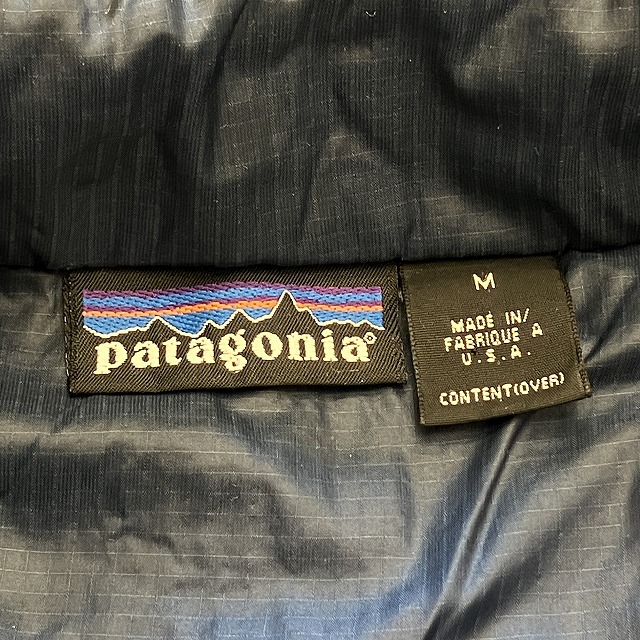 patagonia®
M
MADE IN/
FABRIQUE A
U.S.A.
CONTENT(OVER)